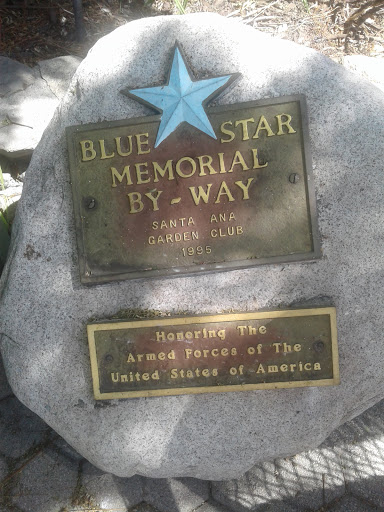 BLUE STAR
MEMORIAL
BY-WAY
SANTA ANA
GARDEN CLUB
1995
Honoring The
Armed Forces of The
United States of America